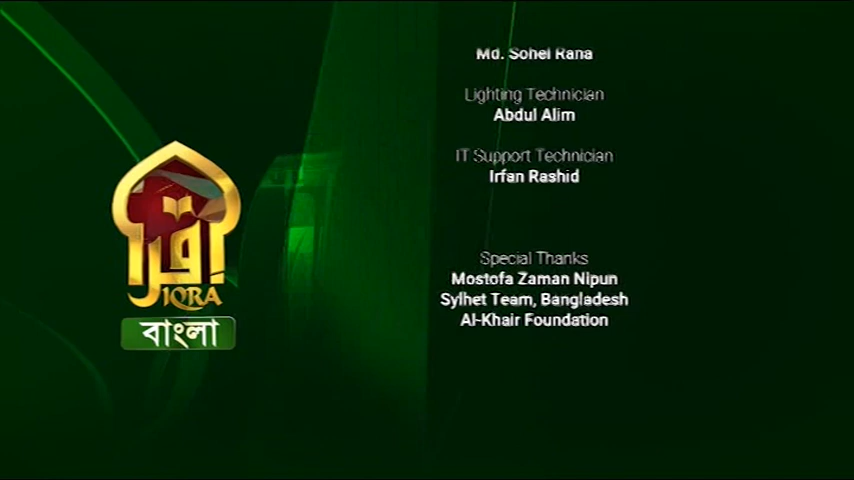 Md. Sohel Rana
Lighting Technician
Abdul Alim
IT Support Technician
Irfan Rashid
Special Thanks
Mostofa Zaman Nipun
Sylhet Team, Bangladesh
Al-Khair Foundation
اقرأ
IQRA
বাংলা